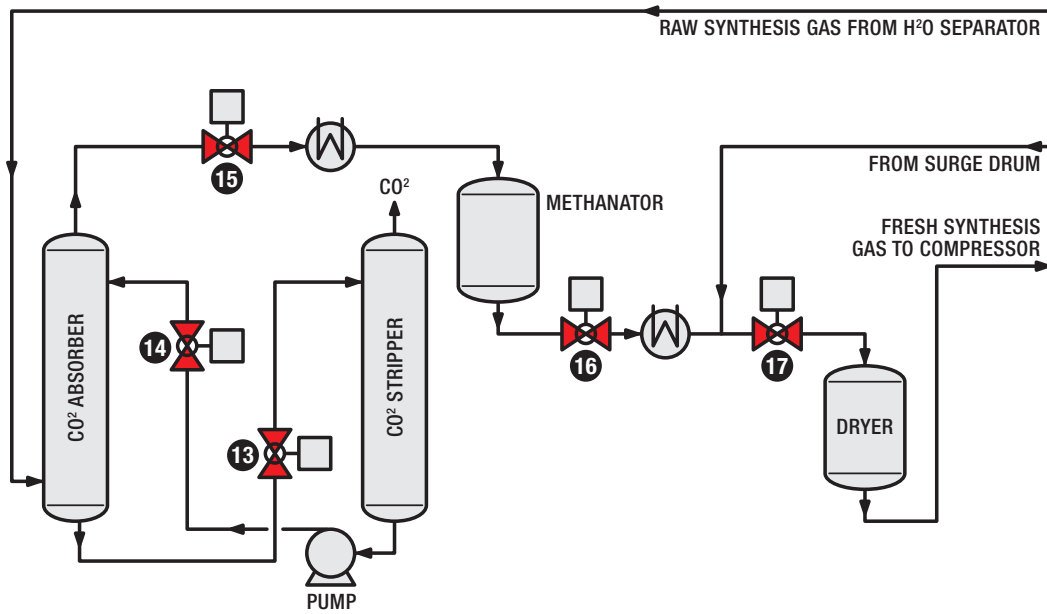 RAW SYNTHESIS GAS FROM H²O SEPARATOR
15
CO²
METHANATOR
FROM SURGE DRUM
FRESH SYNTHESIS
GAS TO COMPRESSOR
CO² ABSORBER
14
CO² STRIPPER
16
17
13
DRYER
PUMP